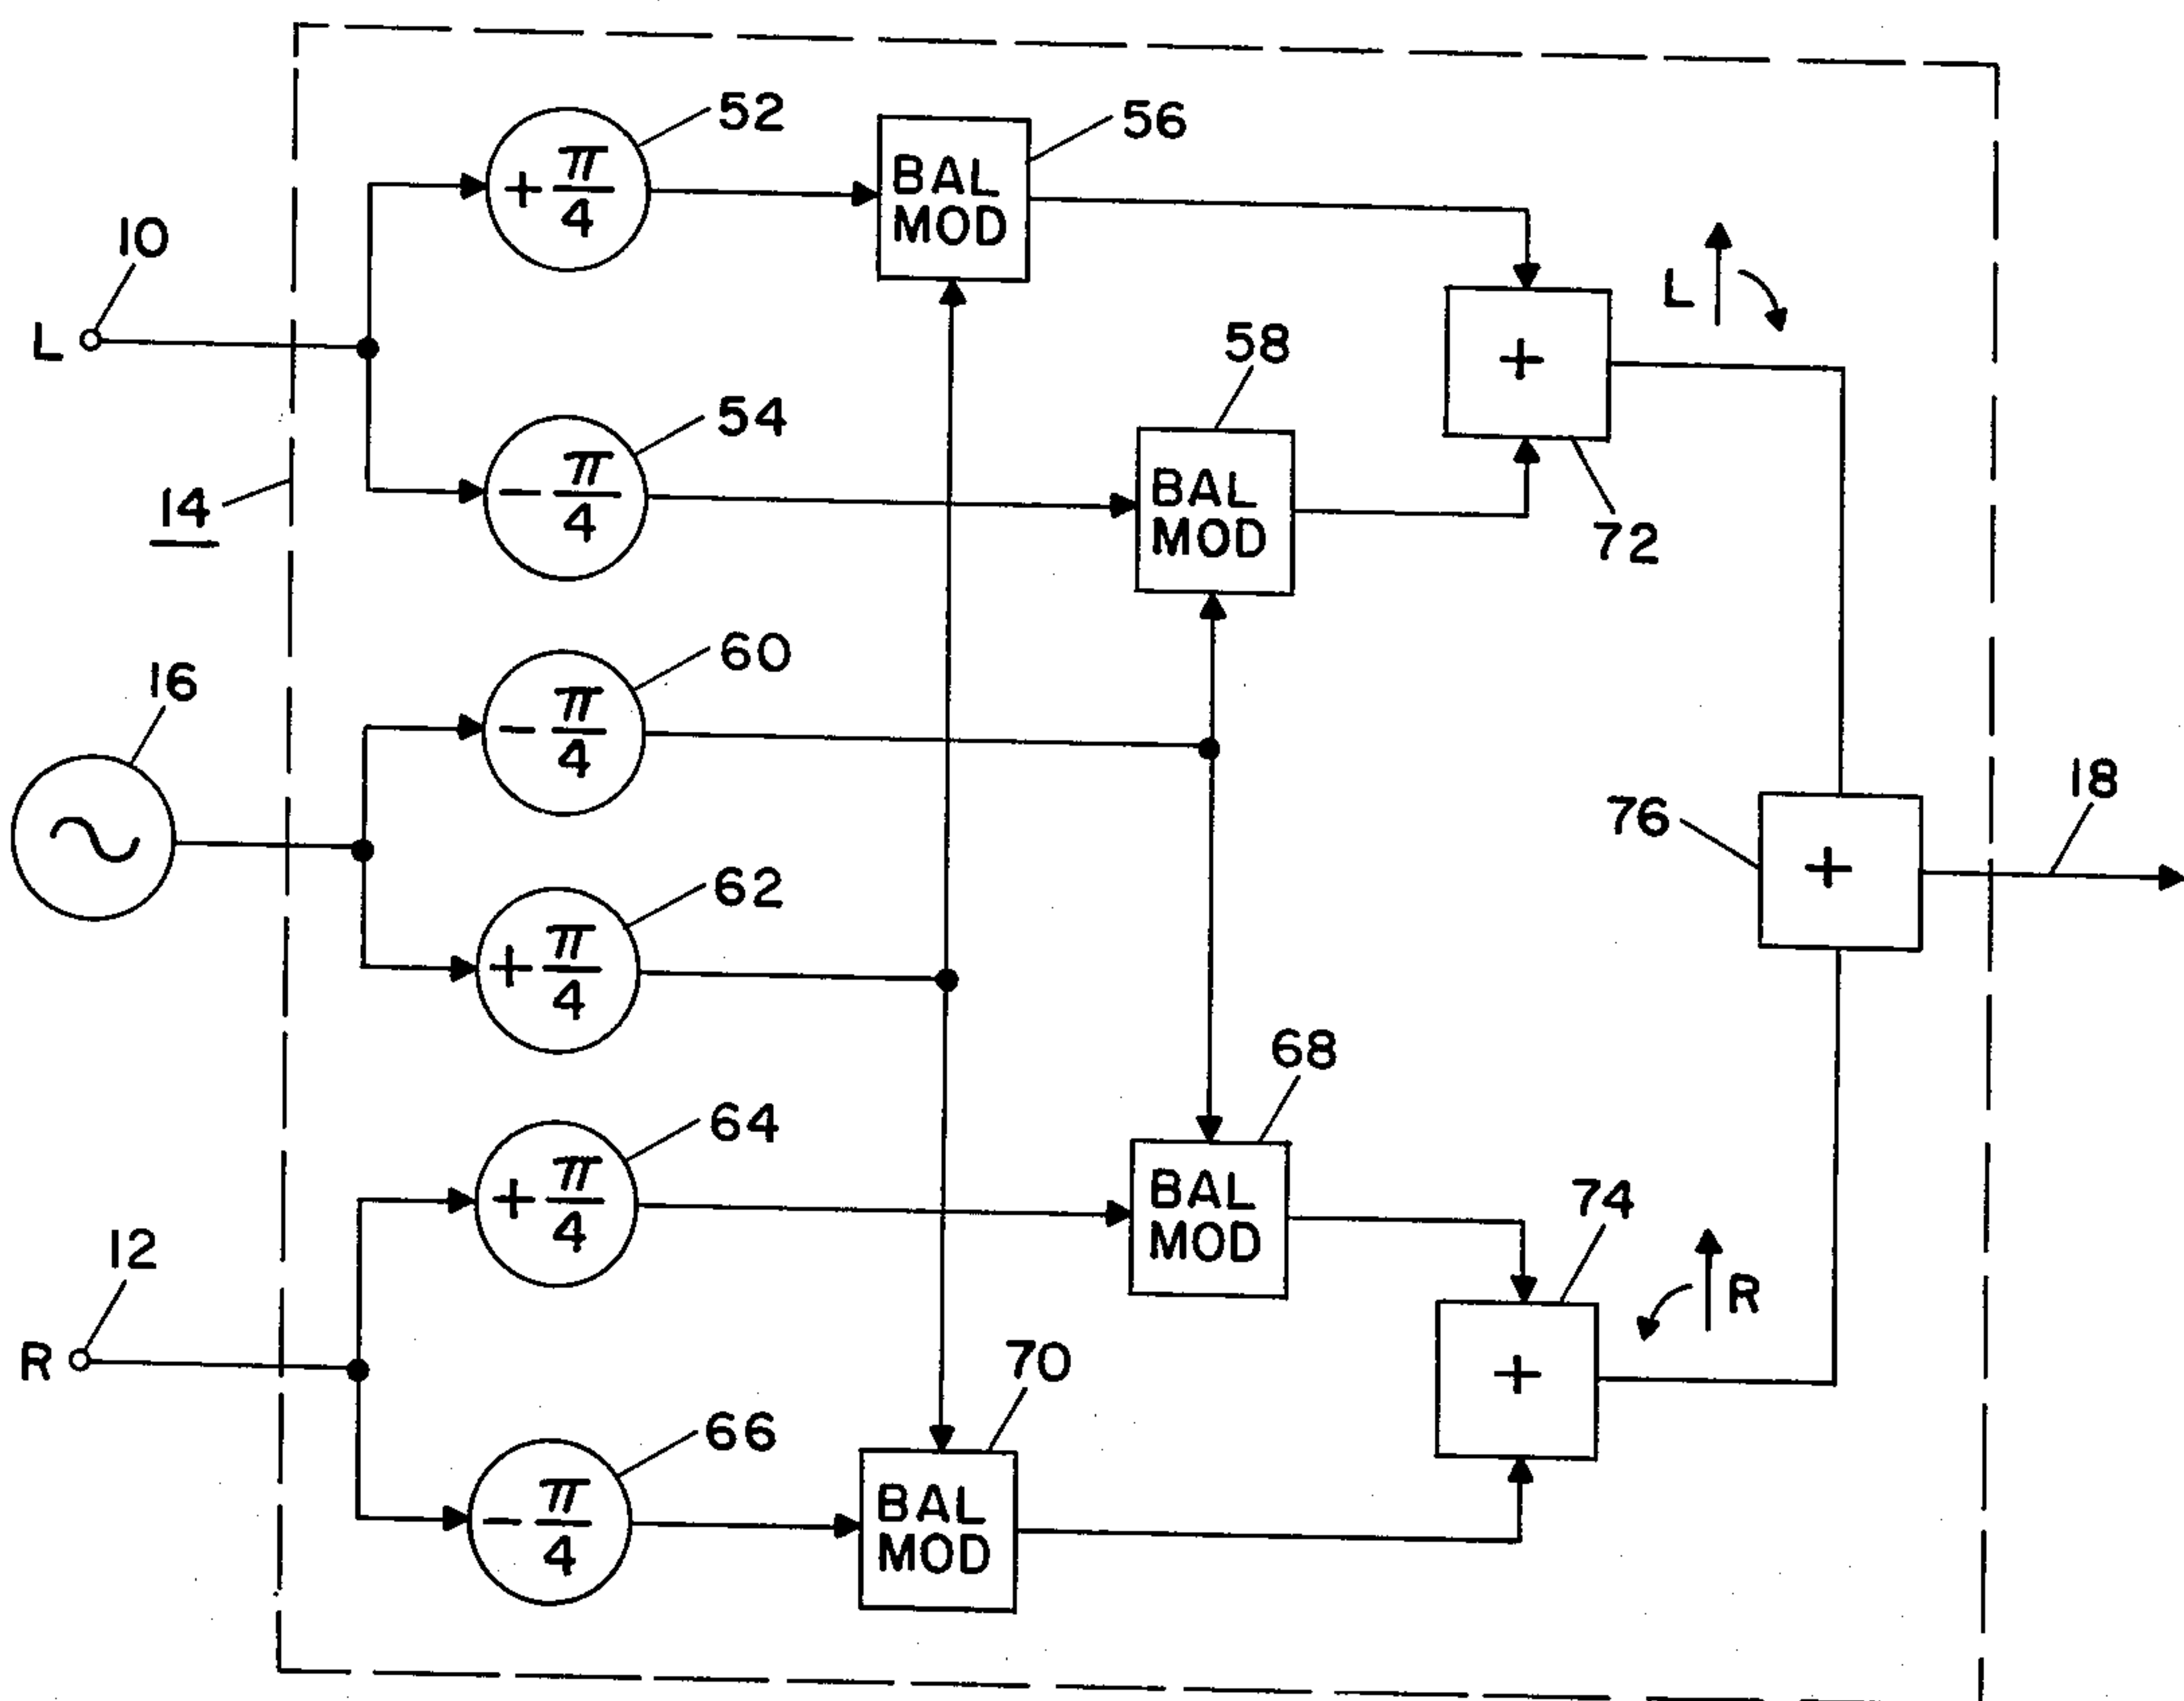 52
56
+ π/4
BAL
MOD
10
L
L
58
54
- π/4
BAL
MOD
14
72
60
16
- π/4
18
76
+
+
62
+ π/4
68
64
+ π/4
BAL
MOD
74
12
R
R
70
+
66
- π/4
BAL
MOD